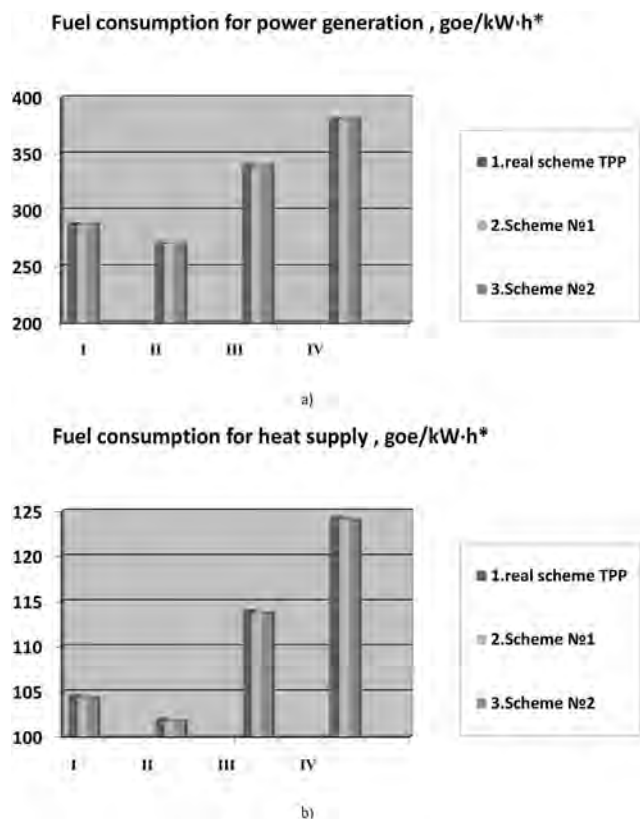 Fuel consumption for power generation , goe/kW·h*
400
350
300
250
200
I II III IV
1.real scheme TPP
2.Scheme №1
3.Scheme №2
a)
Fuel consumption for heat supply , goe/kW·h*
125
120
115
110
105
100
I II III IV
1.real scheme TPP
2.Scheme №1
3.Scheme №2
b)